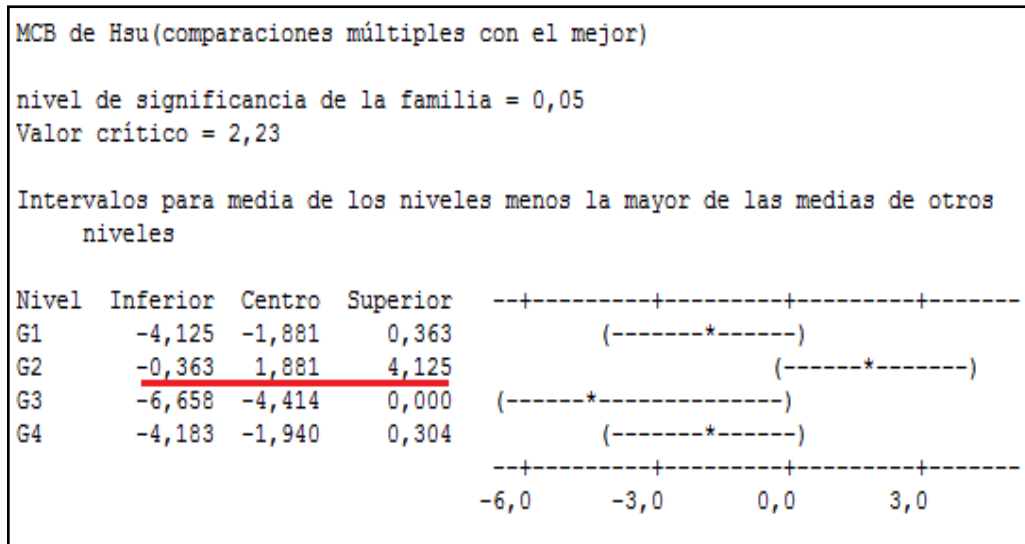 MCB de Hsu(comparaciones múltiples con el mejor)
nivel de significancia de la familia = 0,05
Valor crítico = 2,23
Intervalos para media de los niveles menos la mayor de las medias de otros
niveles
Nivel Inferior Centro Superior --+---------+---------+---------+-------
G1 -4,125 -1,881 0,363 (-------*------)
G2 -0,363 1,881 4,125 (------*-------)
G3 -6,658 -4,414 0,000 (------*--------------)
G4 -4,183 -1,940 0,304 (-------*------)
--+---------+---------+---------+-------
-6,0 -3,0 0,0 3,0